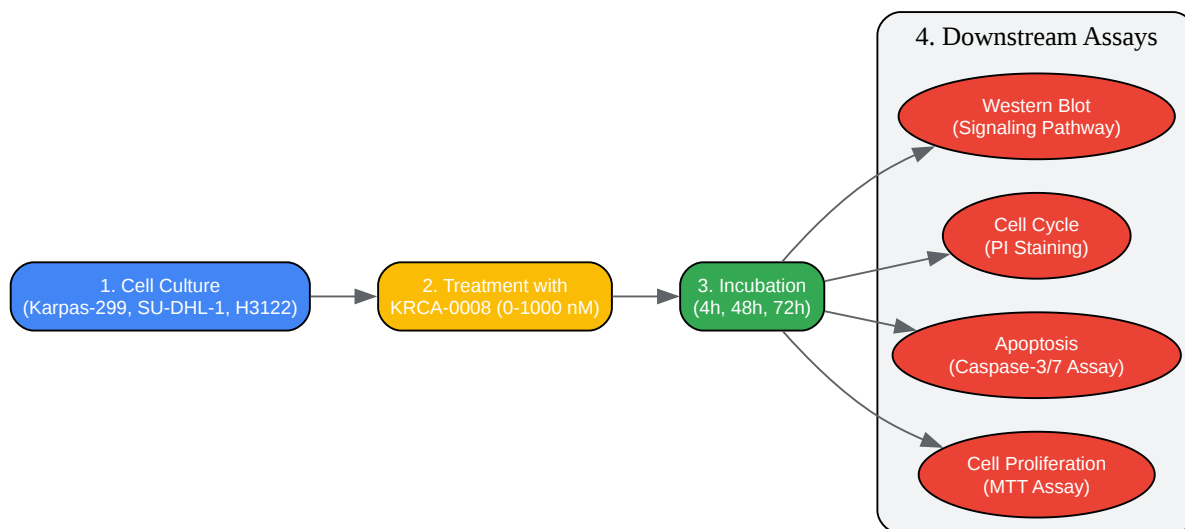 1. Cell Culture
(Karpas-299, SU-DHL-1, H3122)
2. Treatment with
KRCA-0008 (0-1000 nM)
3. Incubation
(4h, 48h, 72h)
4. Downstream Assays
Western Blot
(Signaling Pathway)
Cell Cycle
(PI Staining)
Apoptosis
(Caspase-3/7 Assay)
Cell Proliferation
(MTT Assay)